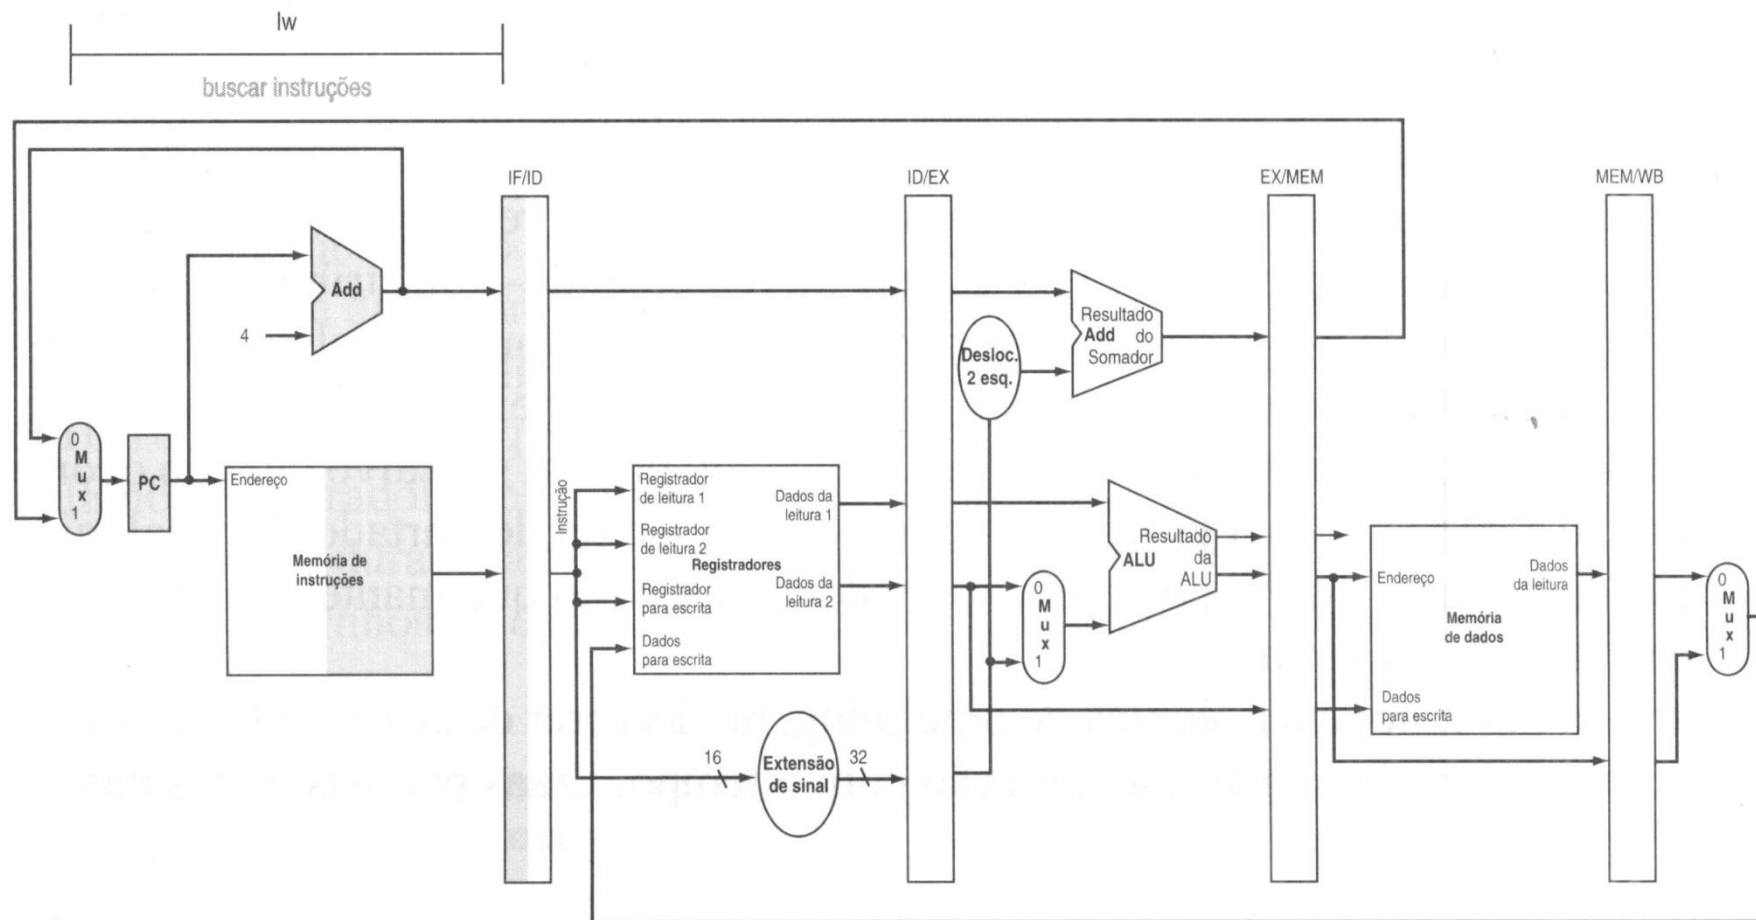 lw
buscar instruções
IF/ID
ID/EX
EX/MEM
MEM/WB
Add
4
Resultado
Add do
Somador
Desloc.
2 esq.
0
M
u
x
1
PC
Endereço
Memória de
instruções
Instrução
Registrador
de leitura 1
Registrador
de leitura 2
Registradores
Registrador
para escrita
Dados
para escrita
Dados da
leitura 1
Dados da
leitura 2
16
Extensão
de sinal
32
0
M
u
x
1
Resultado
ALU da
ALU
Endereço
Dados
da leitura
Memória
de dados
Dados
para escrita
0
M
u
x
1